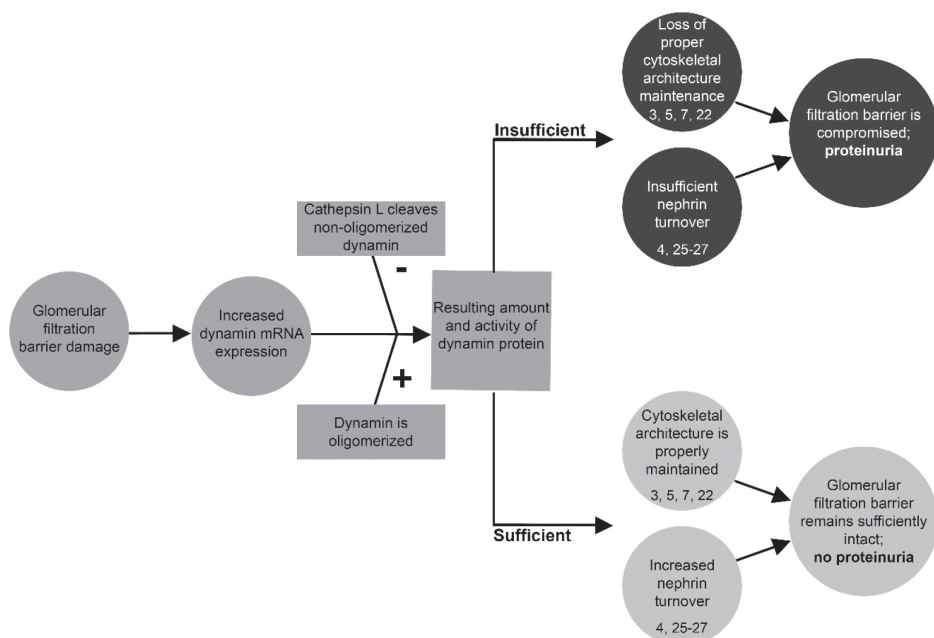 Glomerular
filtration
barrier damage
Increased
dynamin mRNA
expression
Cathepsin L cleaves
non-oligomerized
dynamin
-
+
Dynamin is
oligomerized
Resulting amount
and activity of
dynamin protein
Insufficient
Loss of
proper
cytoskeletal
architecture
maintenance
3, 5, 7, 22
Insufficient
nephrin
turnover
4, 25-27
Glomerular
filtration barrier is
compromised;
proteinuria
Sufficient
Cytoskeletal
architecture is
properly
maintained
3, 5, 7, 22
Increased
nephrin
turnover
4, 25-27
Glomerular
filtration barrier
remains sufficiently
intact;
no proteinuria